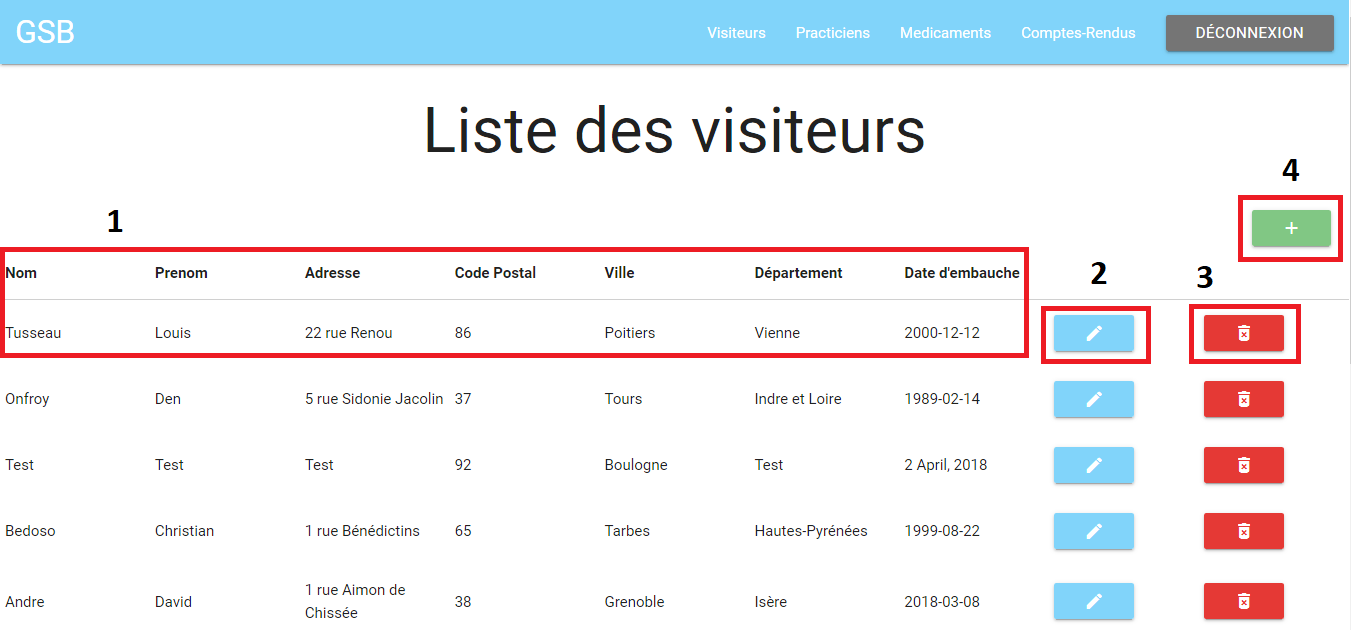 GSB Visiteurs Practiciens Medicaments Comptes-Rendus DÉCONNEXION
Liste des visiteurs
4
1
+
Nom Prenom Adresse Code Postal Ville Département Date d'embauche 2 3
Tusseau Louis 22 rue Renou 86 Poitiers Vienne 2000-12-12
Onfroy Den 5 rue Sidonie Jacolin 37 Tours Indre et Loire 1989-02-14
Test Test Test 92 Boulogne Test 2 April, 2018
Bedoso Christian 1 rue Bénédictins 65 Tarbes Hautes-Pyrénées 1999-08-22
Andre David 1 rue Aimon de 38 Grenoble Isère 2018-03-08
Chissée